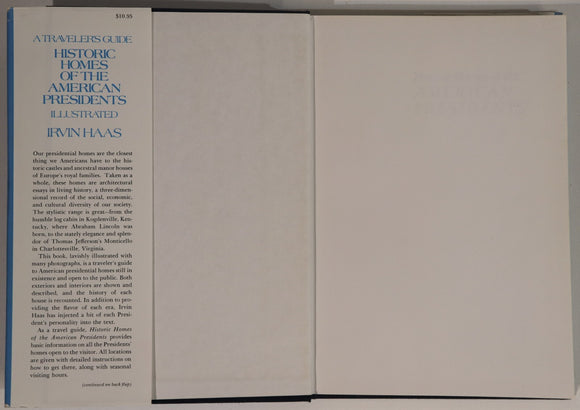 $10.95
A TRAVELER'S GUIDE
HISTORIC
HOMES
OF THE
AMERICAN
PRESIDENTS
ILLUSTRATED
IRVIN HAAS
Our presidential homes are the closest
thing we Americans have to the his-
toric castles and ancestral manor houses
of Europe's royal families. Taken as a
whole, these homes are architectural
essays in living history, a three-dimen-
sional record of the social, economic,
and cultural diversity of our society.
The stylistic range is great—from the
humble log cabin in Hogdenville, Ken-
tucky, where Abraham Lincoln was
born, to the stately elegance and splen-
dor of Thomas Jefferson's Monticello
in Charlottesville, Virginia.
This book, lavishly illustrated with
many photographs, is a traveler's guide
to American presidential homes still in
existence and open to the public. Both
exteriors and interiors are shown and
described, and the history of each
house is recounted. In addition to pro-
viding the flavor of each era, Irvin
Haas has injected a bit of each Presi-
dent's personality into the text.
As a travel guide, Historic Homes
of the American Presidents provides
basic information on all the Presidents'
homes open to the visitor. All locations
are given with detailed instructions on
how to get there, along with seasonal
visiting hours.
(continued on back flap)